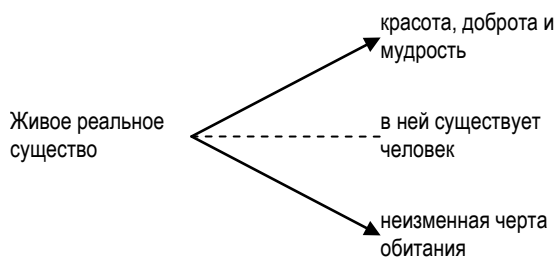 красота, доброта и
мудрость
Живое реальное
существо
в ней существует
человек
неизменная черта
обитания